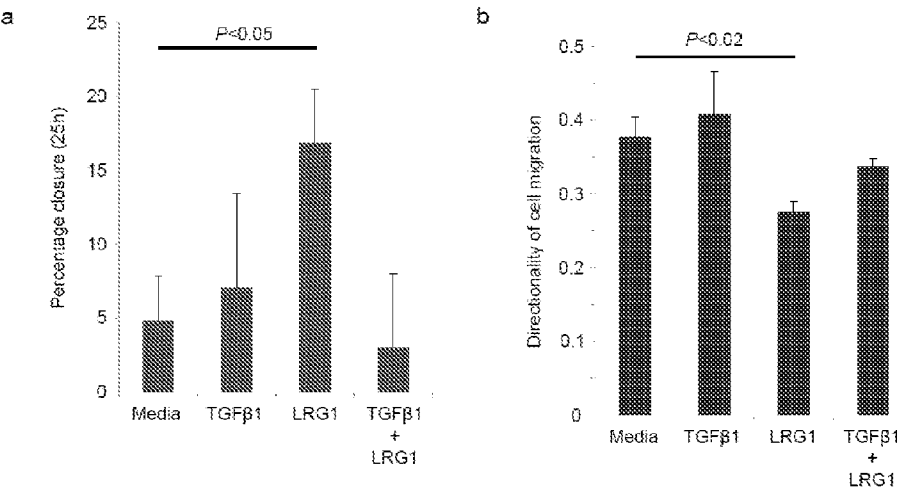 a
25
20
15
10
5
0
Percentage closure (25h)
P<0.05
Media
TGFβ1
LRG1
TGFβ1
+
LRG1
b
0.5
0.4
0.3
0.2
0.1
0
Directionality of cell migration
P<0.02
Media
TGFβ1
LRG1
TGFβ1
+
LRG1